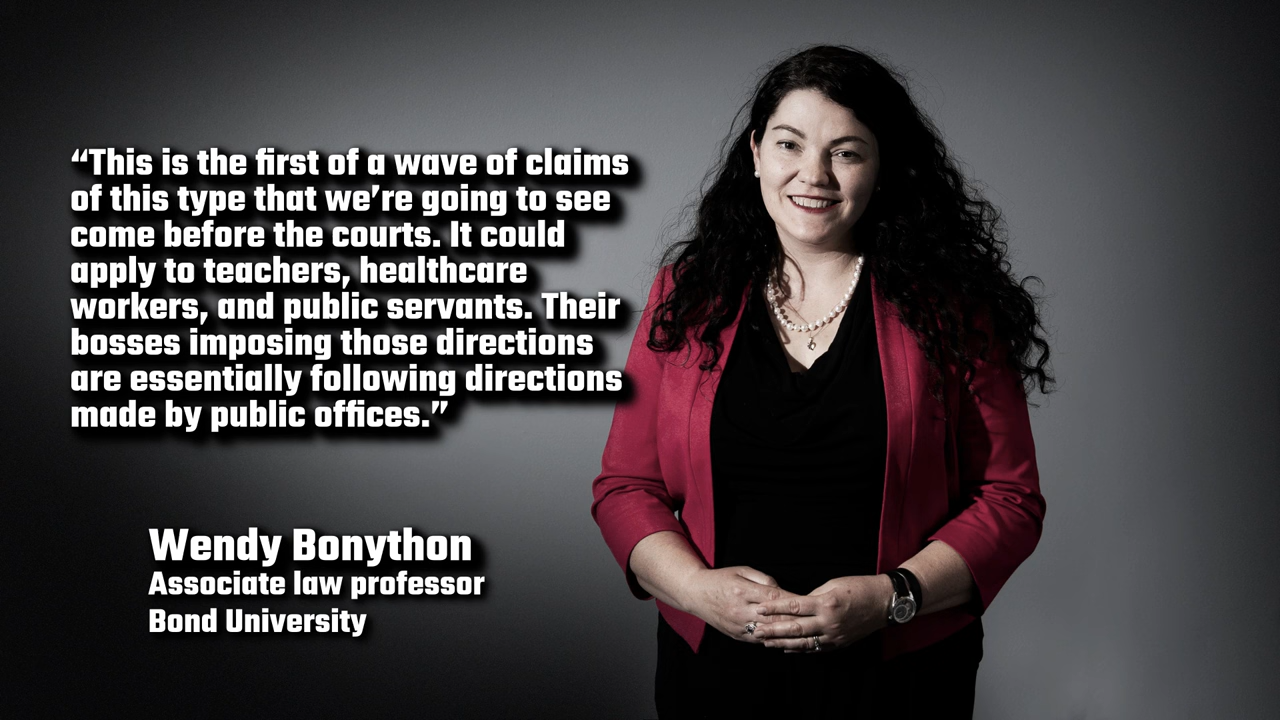 “This is the first of a wave of claims
of this type that we’re going to see
come before the courts. It could
apply to teachers, healthcare
workers, and public servants. Their
bosses imposing those directions
are essentially following directions
made by public offices.”
Wendy Bonython
Associate law professor
Bond University